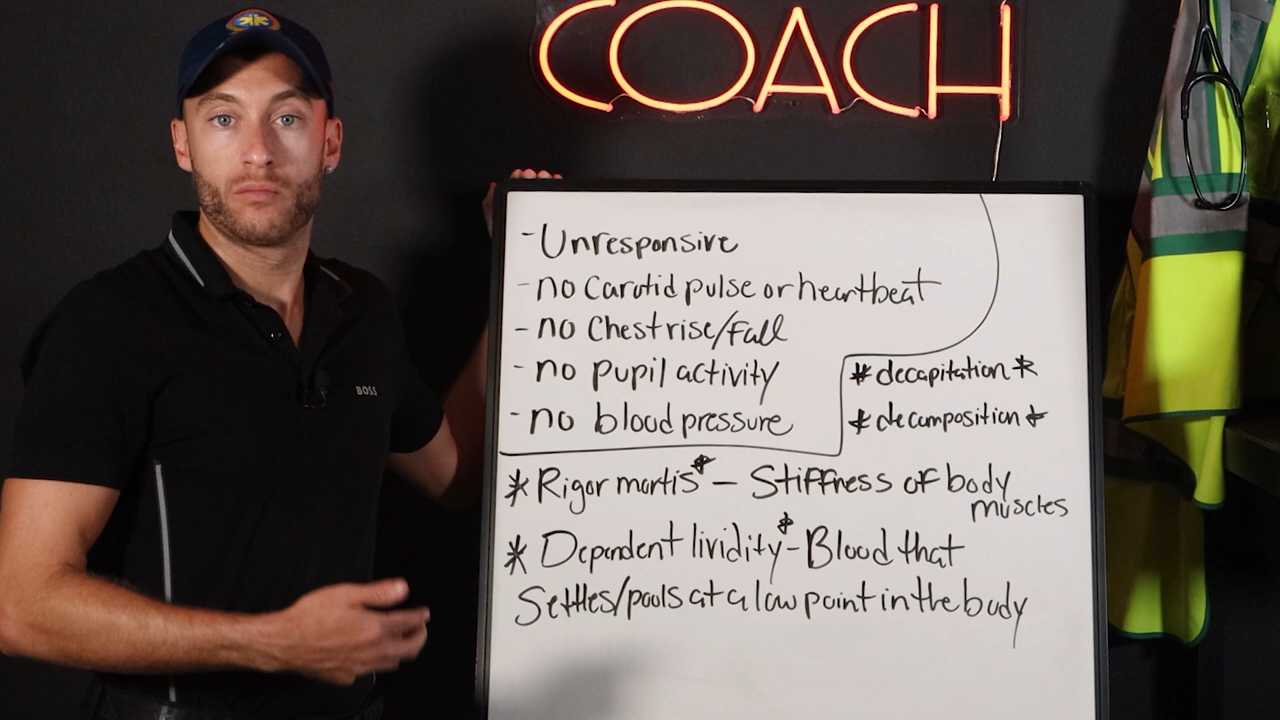 COACH
BOSS
- Unresponsive
- no Carotid pulse or heartbeat
- no Chest rise/fall
- no pupil activity
- no blood pressure
* decapitation *
* decomposition *
* Rigor mortis * - Stiffness of body
muscles
* Dependent lividity * - Blood that
Settles/pools at a low point in the body